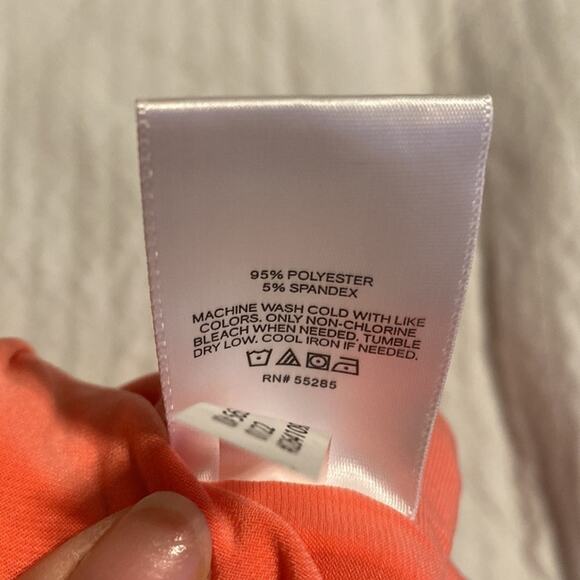 95% POLYESTER
5% SPANDEX
MACHINE WASH COLD WITH LIKE
COLORS. ONLY NON-CHLORINE
BLEACH WHEN NEEDED. TUMBLE
DRY LOW. COOL IRON IF NEEDED.
RN# 55285